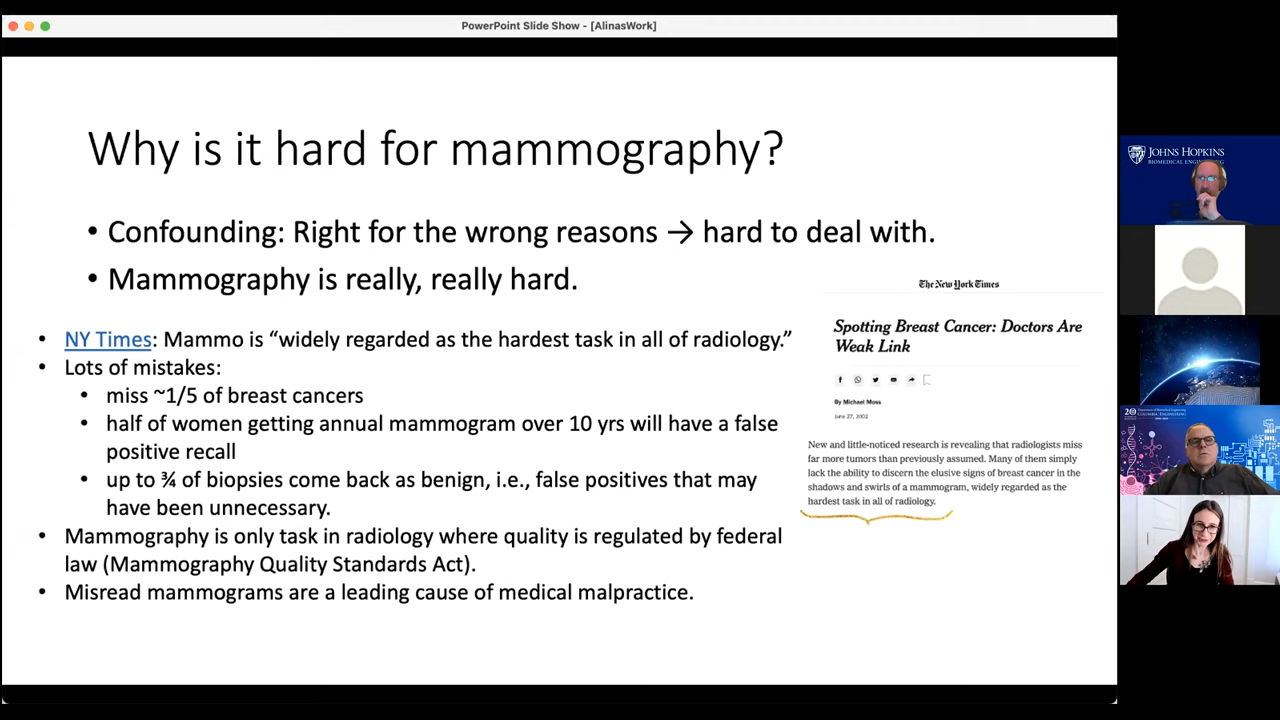 PowerPoint Slide Show - [AlinasWork]
Why is it hard for mammography?
• Confounding: Right for the wrong reasons → hard to deal with.
• Mammography is really, really hard.
• NY Times: Mammo is “widely regarded as the hardest task in all of radiology.”
• Lots of mistakes:
• miss ~1/5 of breast cancers
• half of women getting annual mammogram over 10 yrs will have a false
positive recall
• up to ¾ of biopsies come back as benign, i.e., false positives that may
have been unnecessary.
• Mammography is only task in radiology where quality is regulated by federal
law (Mammography Quality Standards Act).
• Misread mammograms are a leading cause of medical malpractice.
The New York Times
Spotting Breast Cancer: Doctors Are
Weak Link
By Michael Moss
June 27, 2002
New and little-noticed research is revealing that radiologists miss
far more tumors than previously assumed. Many of them simply
lack the ability to discern the elusive signs of breast cancer in the
shadows and swirls of a mammogram, widely regarded as the
hardest task in all of radiology.
JOHNS HOPKINS
BIOMEDICAL